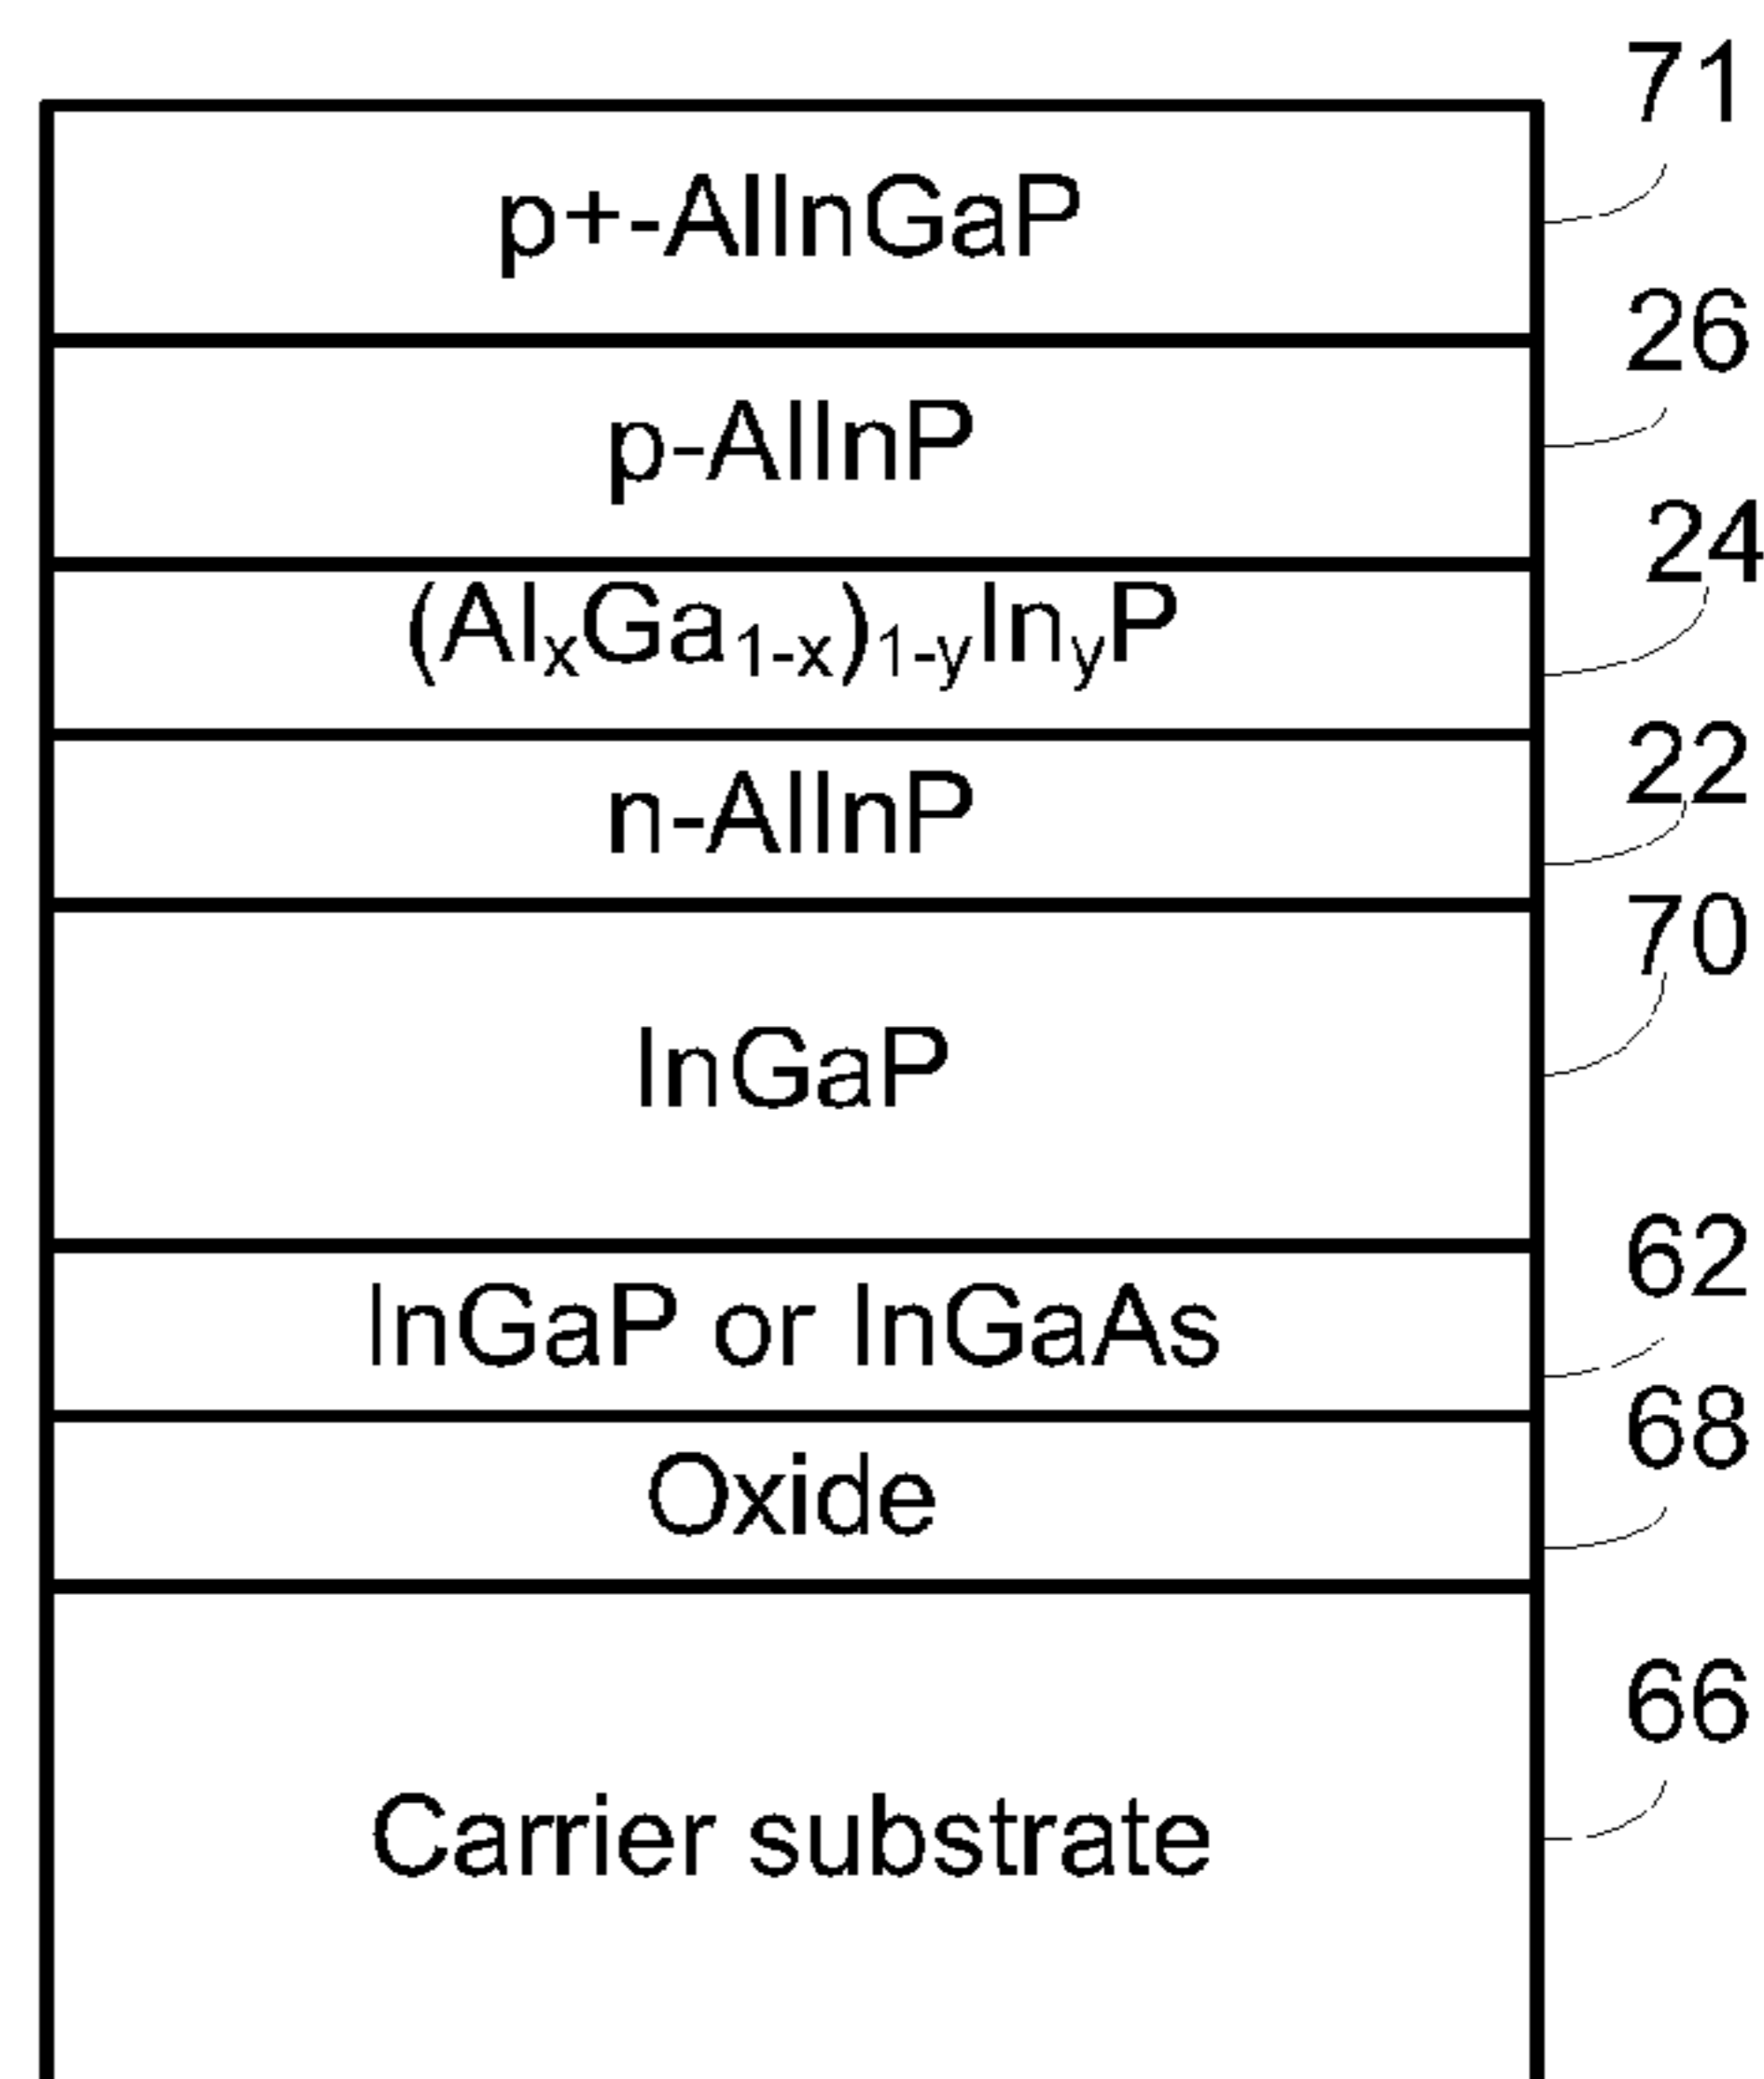 71
p+-AlInGaP
26
p-AlInP
24
(AlₓGa₁₋ₓ)₁₋yInyP
22
n-AlInP
70
InGaP
62
InGaP or InGaAs
68
Oxide
66
Carrier substrate